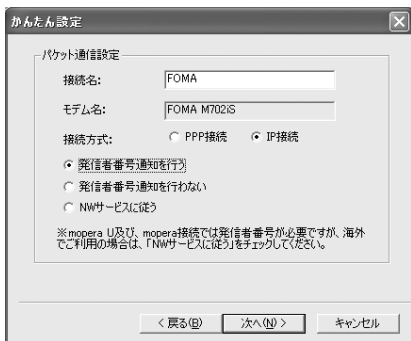 かんたん設定
パケット通信設定
接続名:
FOMA
モデム名:
FOMA M702iS
接続方式:
PPP接続
IP接続
発信者番号通知を行う
発信者番号通知を行わない
NWサービスに従う
※mopera U及び、mopera接続では発信者番号が必要ですが、海外
でご利用の場合は、「NWサービスに従う」をチェックしてください。
< 戻る(B)
次へ(N) >
キャンセル